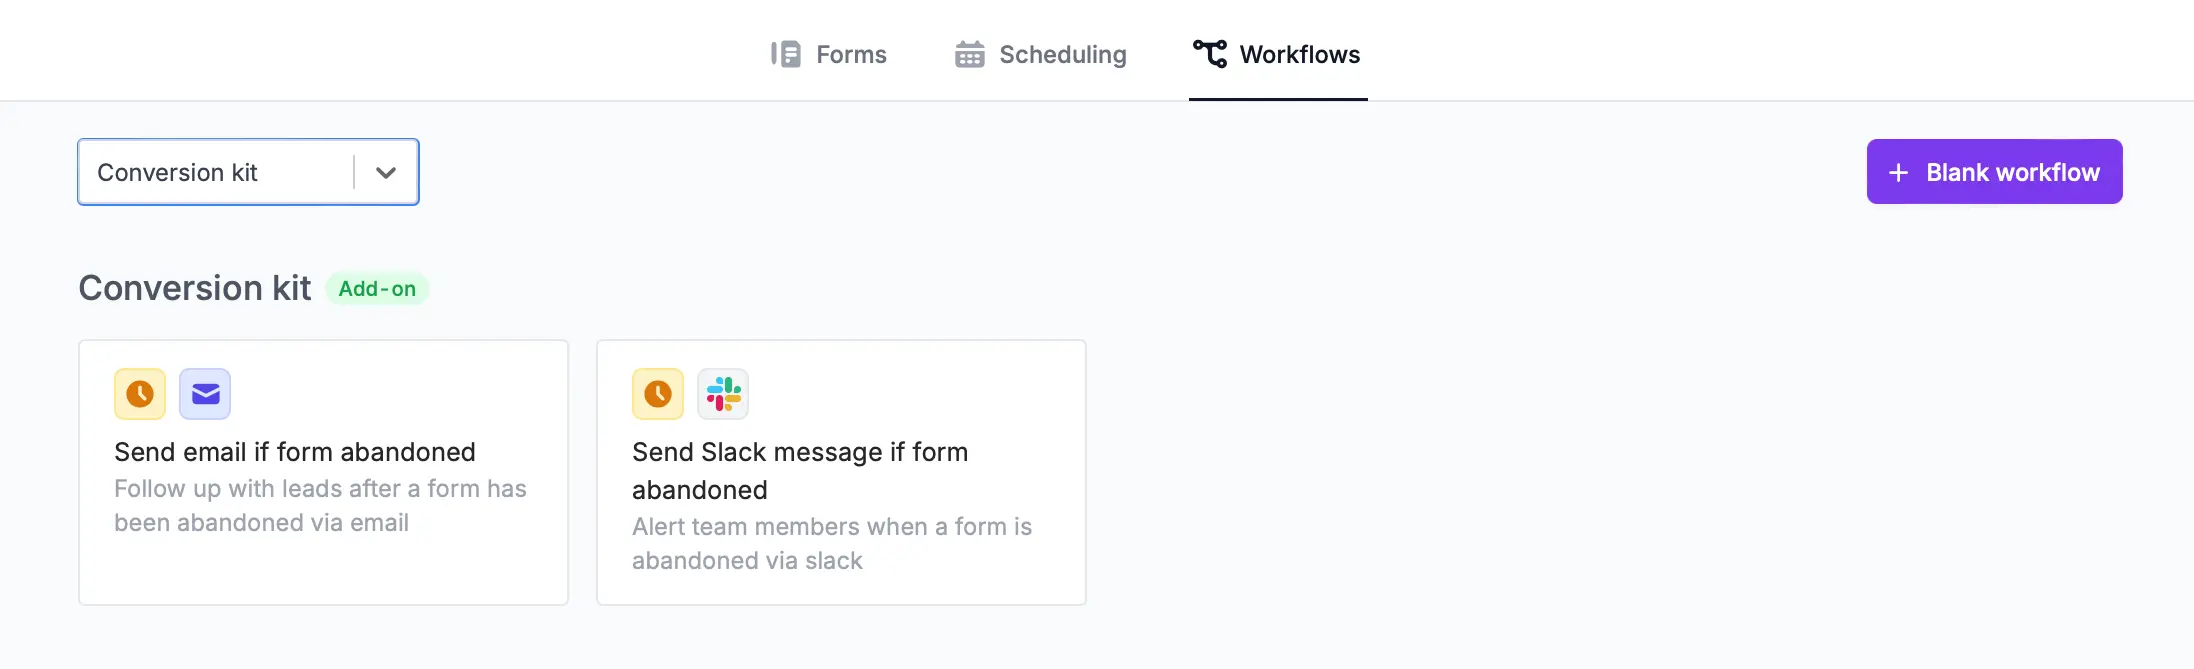 Forms
Scheduling
Workflows
Conversion kit
Blank workflow
Conversion kit
Add-on
Send email if form abandoned
Follow up with leads after a form has
been abandoned via email
Send Slack message if form
abandoned
Alert team members when a form is
abandoned via slack